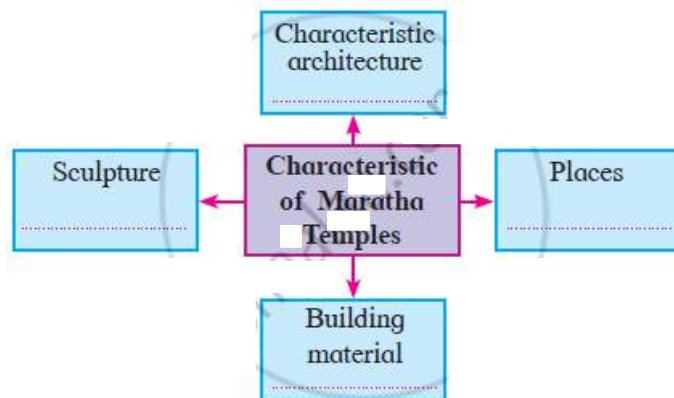 Characteristic
architecture
Sculpture
Characteristic
of Maratha
Temples
Places
Building
material